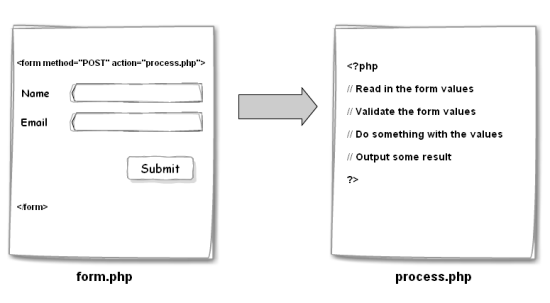 <form method="POST" action="process.php">
Name
Email
Submit
</form>
form.php
<?php
// Read in the form values
// Validate the form values
// Do something with the values
// Output some result
?>
process.php